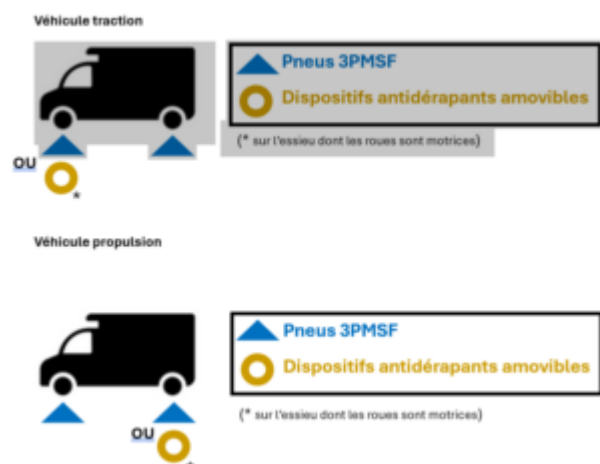 Véhicule traction
Pneus 3PMSF
Dispositifs antidérapants amovibles
(* sur l'essieu dont les roues sont motrices)
OU
*
Véhicule propulsion
Pneus 3PMSF
Dispositifs antidérapants amovibles
(* sur l'essieu dont les roues sont motrices)
OU
*